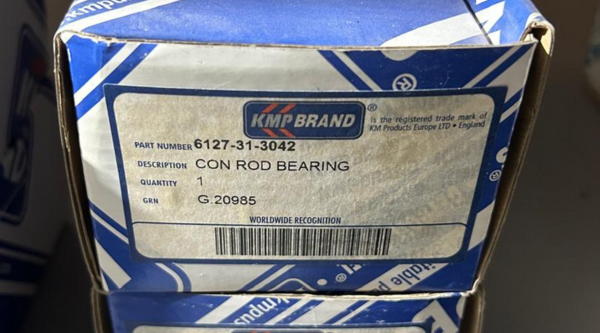 KMP BRAND ®
is the registered trade mark of
KM Products Europe LTD • England
PART NUMBER 6127-31-3042
DESCRIPTION CON ROD BEARING
QUANTITY 1
GRN G.20985
WORLDWIDE RECOGNITION